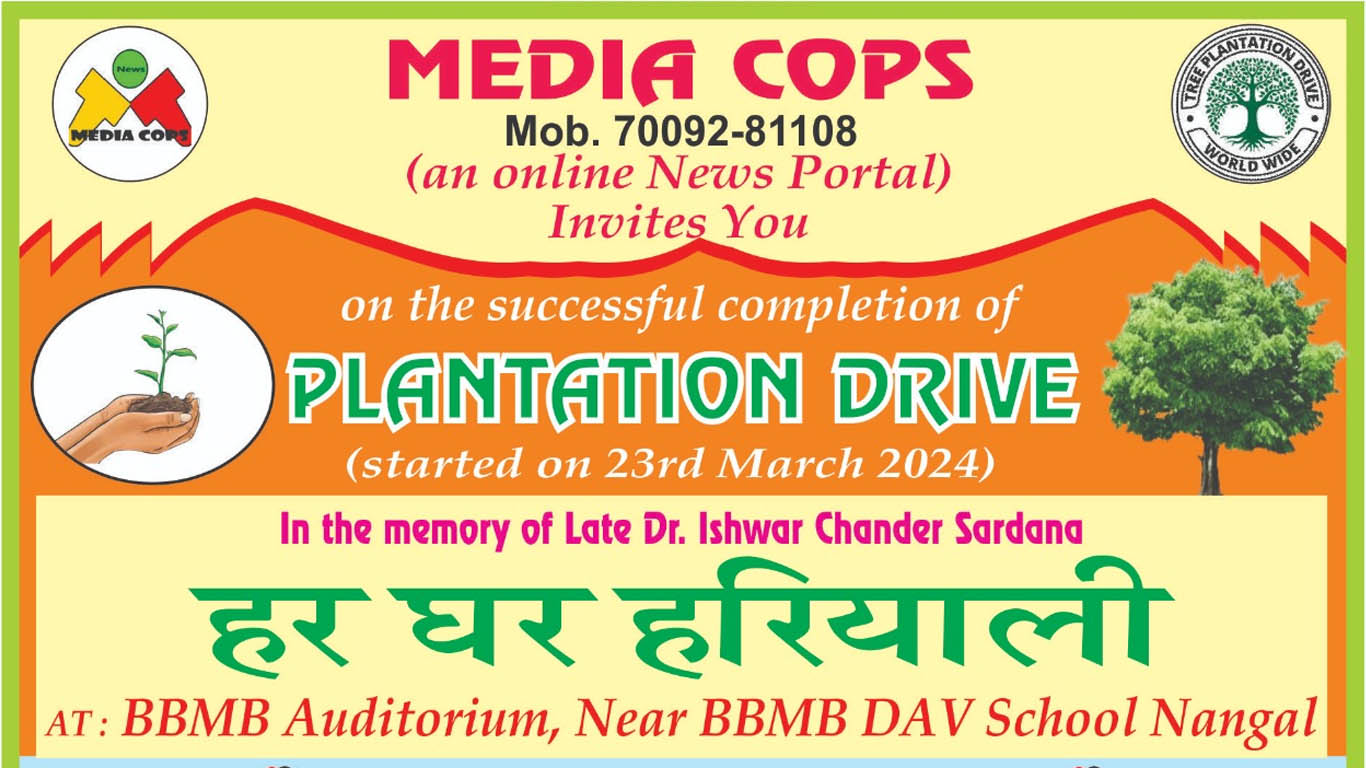 News
MEDIA COPS
MEDIA COPS
Mob. 70092-81108
(an online News Portal)
Invites You
TREE PLANTATION DRIVE
WORLD WIDE
on the successful completion of
PLANTATION DRIVE
(started on 23rd March 2024)
In the memory of Late Dr. Ishwar Chander Sardana
हर घर हरियाली
AT : BBMB Auditorium, Near BBMB DAV School Nangal